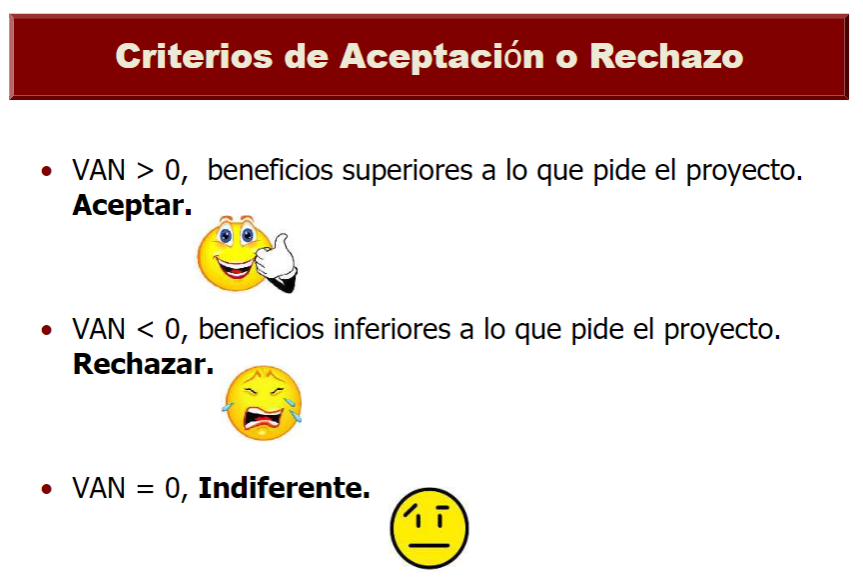 Criterios de Aceptación o Rechazo
• VAN > 0, beneficios superiores a lo que pide el proyecto.
Aceptar.
• VAN < 0, beneficios inferiores a lo que pide el proyecto.
Rechazar.
• VAN = 0, Indiferente.